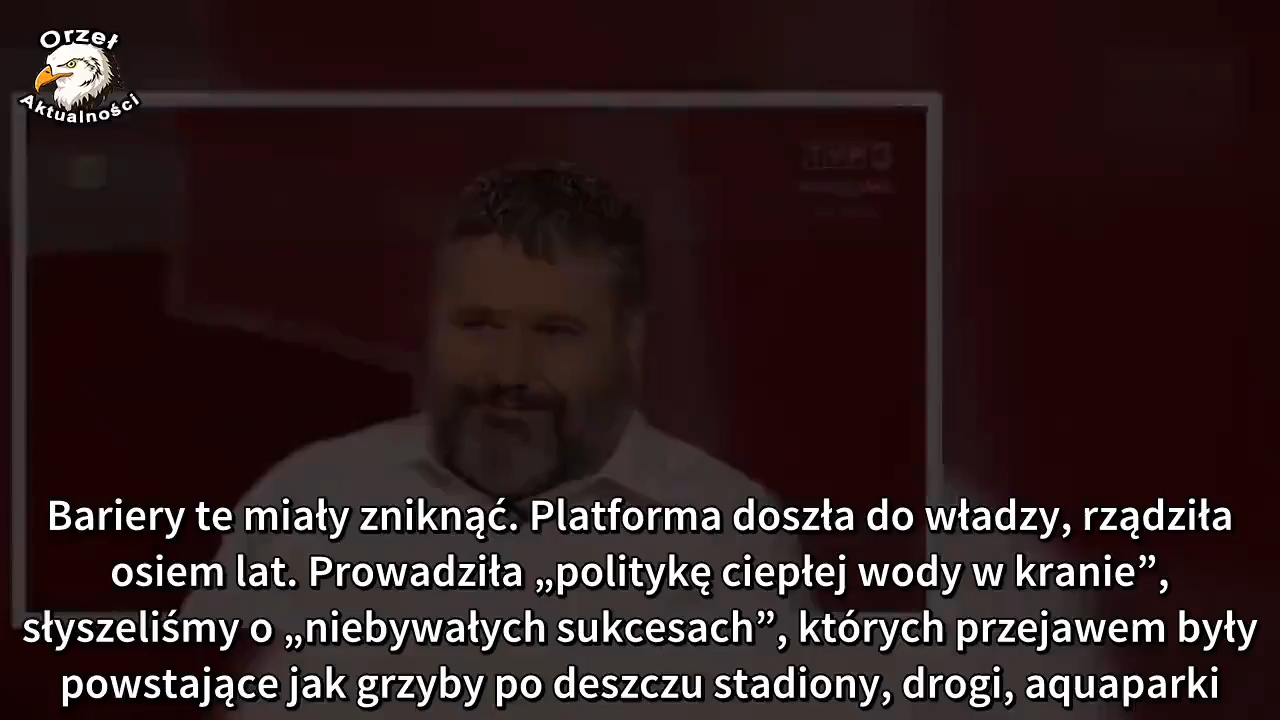 Orzeł
Aktualności
TVP3
Bariery te miały zniknąć. Platforma doszła do władzy, rządziła
osiem lat. Prowadziła „politykę ciepłej wody w kranie”,
słyszeliśmy o „niebywałych sukcesach”, których przejawem były
powstające jak grzyby po deszczu stadiony, drogi, aquaparki